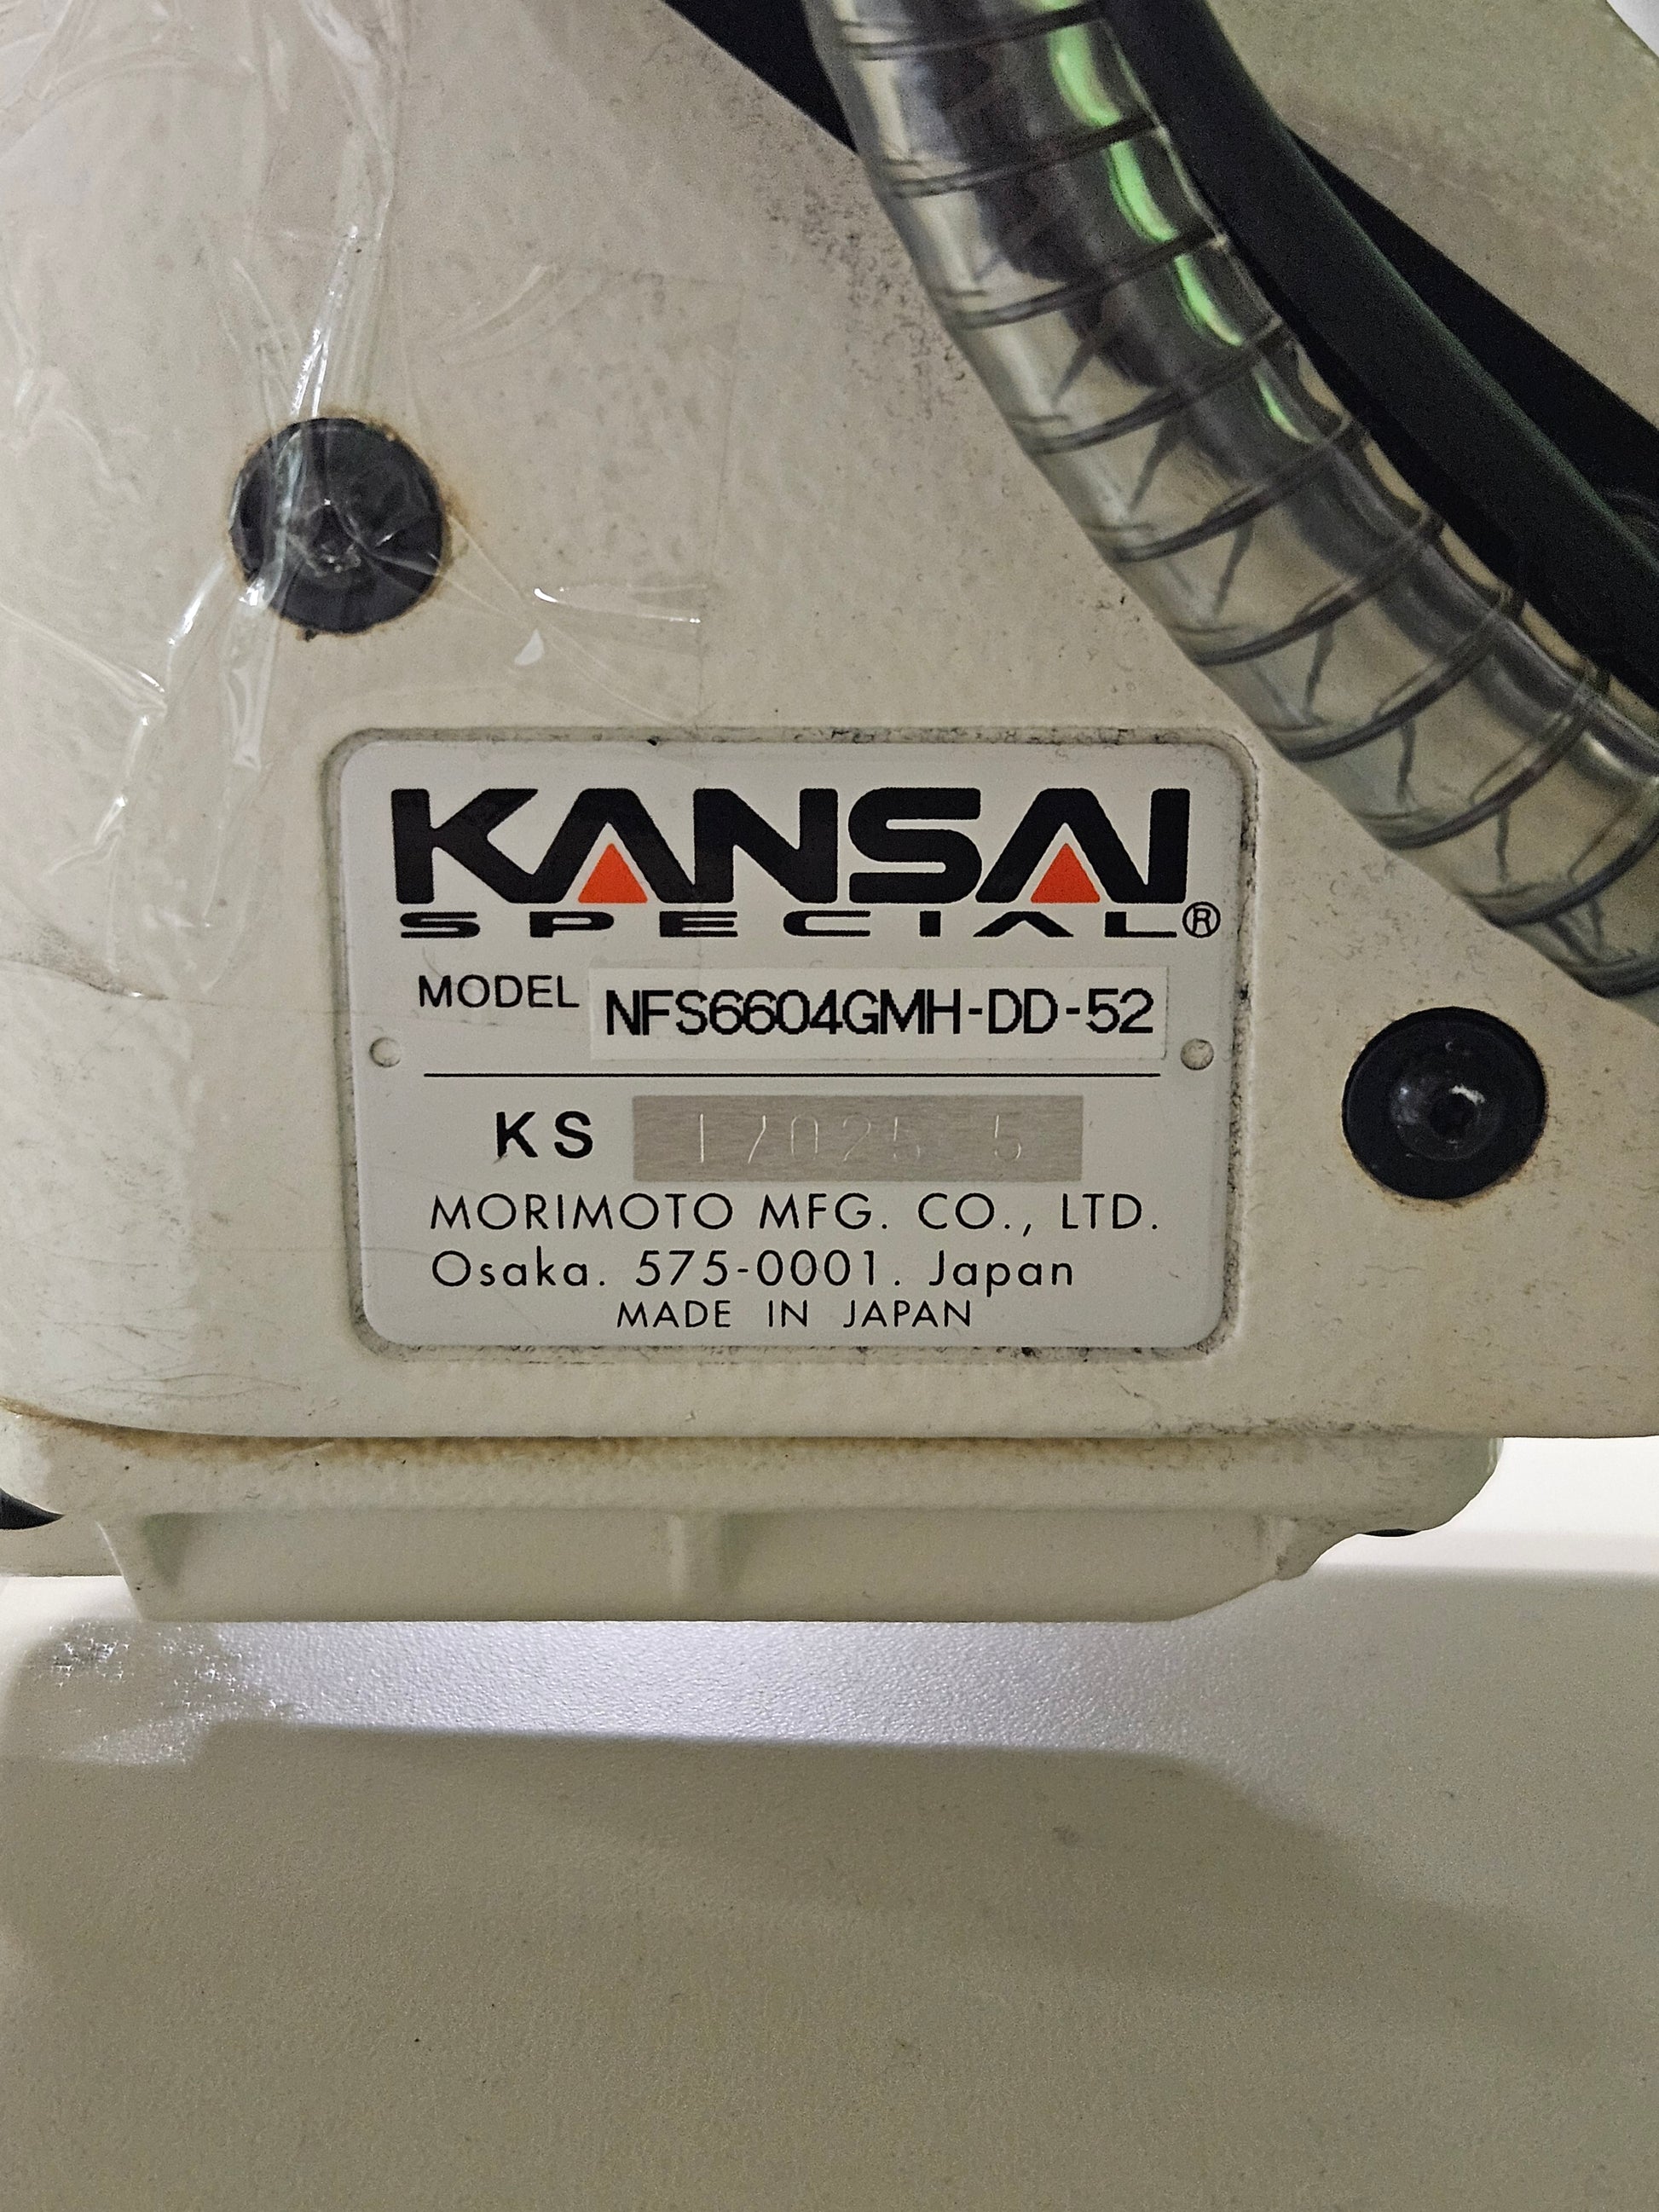 KANSAI
SPECIAL®
MODEL NFS6604GMH-DD-52
KS
MORIMOTO MFG. CO., LTD.
Osaka. 575-0001. Japan
MADE IN JAPAN